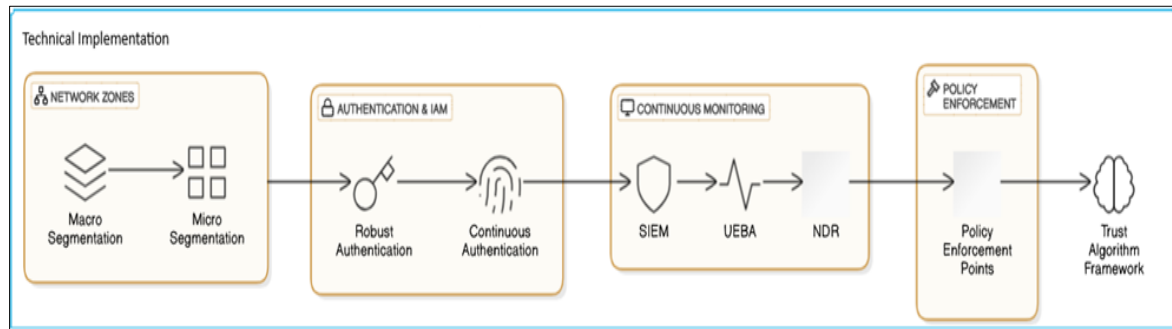 Technical Implementation
NETWORK ZONES
Macro
Segmentation
Micro
Segmentation
AUTHENTICATION & IAM
Robust
Authentication
Continuous
Authentication
CONTINUOUS MONITORING
SIEM
UEBA
NDR
POLICY
ENFORCEMENT
Policy
Enforcement
Points
Trust
Algorithm
Framework